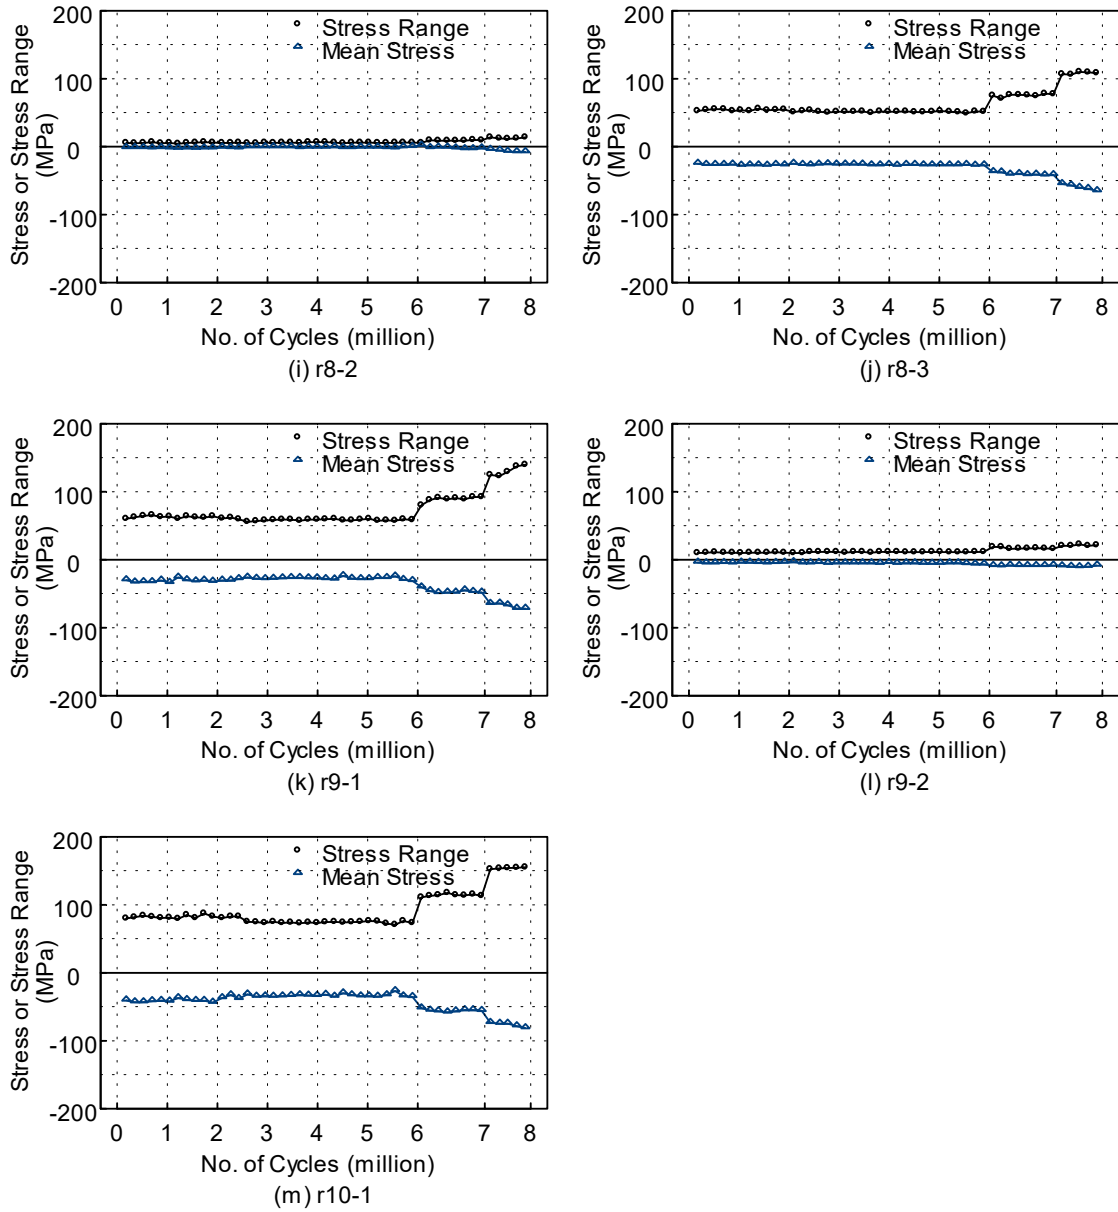 Stress or Stress Range
(MPa)
200
100
0
-100
-200
Stress Range
Mean Stress
0 1 2 3 4 5 6 7 8
No. of Cycles (million)
(i) r8-2
Stress or Stress Range
(MPa)
200
100
0
-100
-200
Stress Range
Mean Stress
0 1 2 3 4 5 6 7 8
No. of Cycles (million)
(j) r8-3
Stress or Stress Range
(MPa)
200
100
0
-100
-200
Stress Range
Mean Stress
0 1 2 3 4 5 6 7 8
No. of Cycles (million)
(k) r9-1
Stress or Stress Range
(MPa)
200
100
0
-100
-200
Stress Range
Mean Stress
0 1 2 3 4 5 6 7 8
No. of Cycles (million)
(l) r9-2
Stress or Stress Range
(MPa)
200
100
0
-100
-200
Stress Range
Mean Stress
0 1 2 3 4 5 6 7 8
No. of Cycles (million)
(m) r10-1